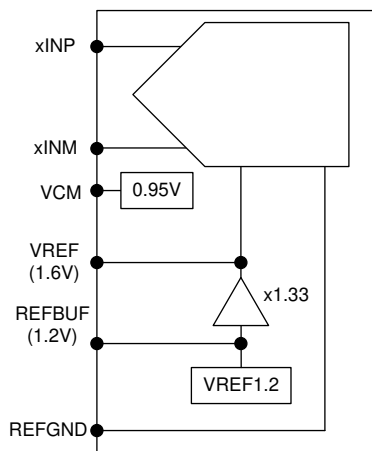 xINP
xINM
VCM
0.95V
VREF
(1.6V)
x1.33
REFBUF
(1.2V)
VREF1.2
REFGND